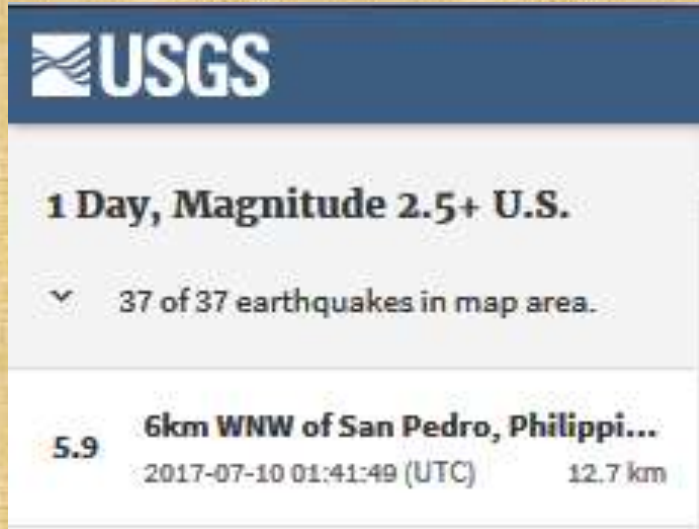 USGS
1 Day, Magnitude 2.5+ U.S.
37 of 37 earthquakes in map area.
6km WNW of San Pedro, Philippi...
5.9
2017-07-10 01:41:49 (UTC) 12.7 km